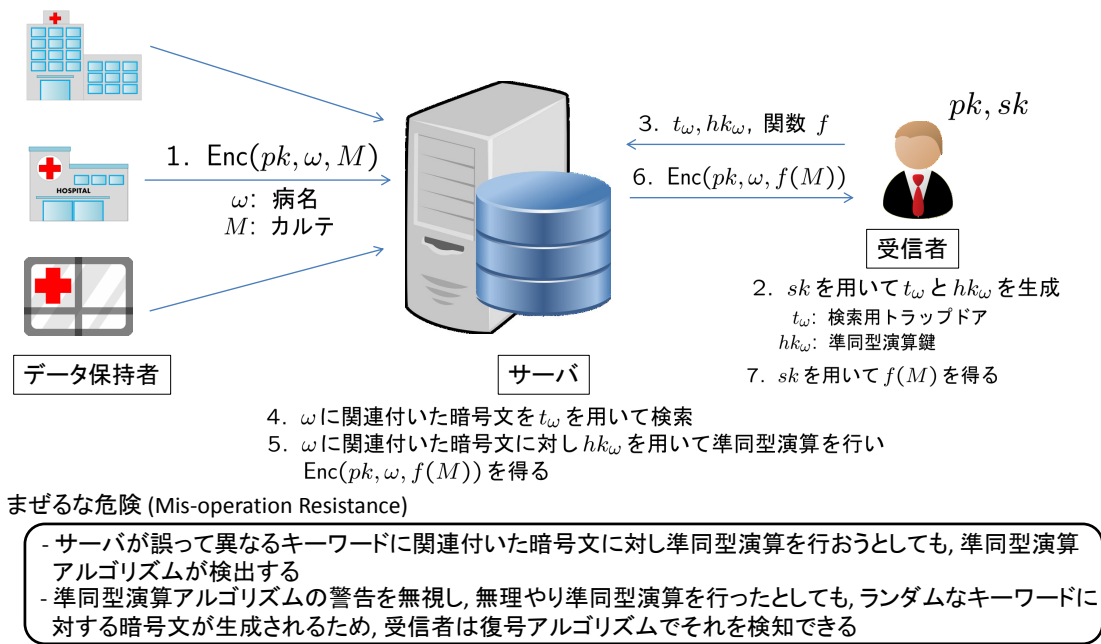 HOSPITAL
1. Enc(pk, ω, M)
ω: 病名
M: カルテ
データ保持者
サーバ
3. t_ω, hk_ω, 関数 f
6. Enc(pk, ω, f(M))
pk, sk
受信者
2. sk を用いて t_ω と hk_ω を生成
t_ω: 検索用トラップドア
hk_ω: 準同型演算鍵
7. sk を用いて f(M) を得る
4. ω に関連付いた暗号文を t_ω を用いて検索
5. ω に関連付いた暗号文に対し hk_ω を用いて準同型演算を行い
Enc(pk, ω, f(M)) を得る
まぜるな危険 (Mis-operation Resistance)
- サーバが誤って異なるキーワードに関連付いた暗号文に対し準同型演算を行おうとしても, 準同型演算
アルゴリズムが検出する
- 準同型演算アルゴリズムの警告を無視し, 無理やり準同型演算を行ったとしても, ランダムなキーワードに
対する暗号文が生成されるため, 受信者は復号アルゴリズムでそれを検知できる